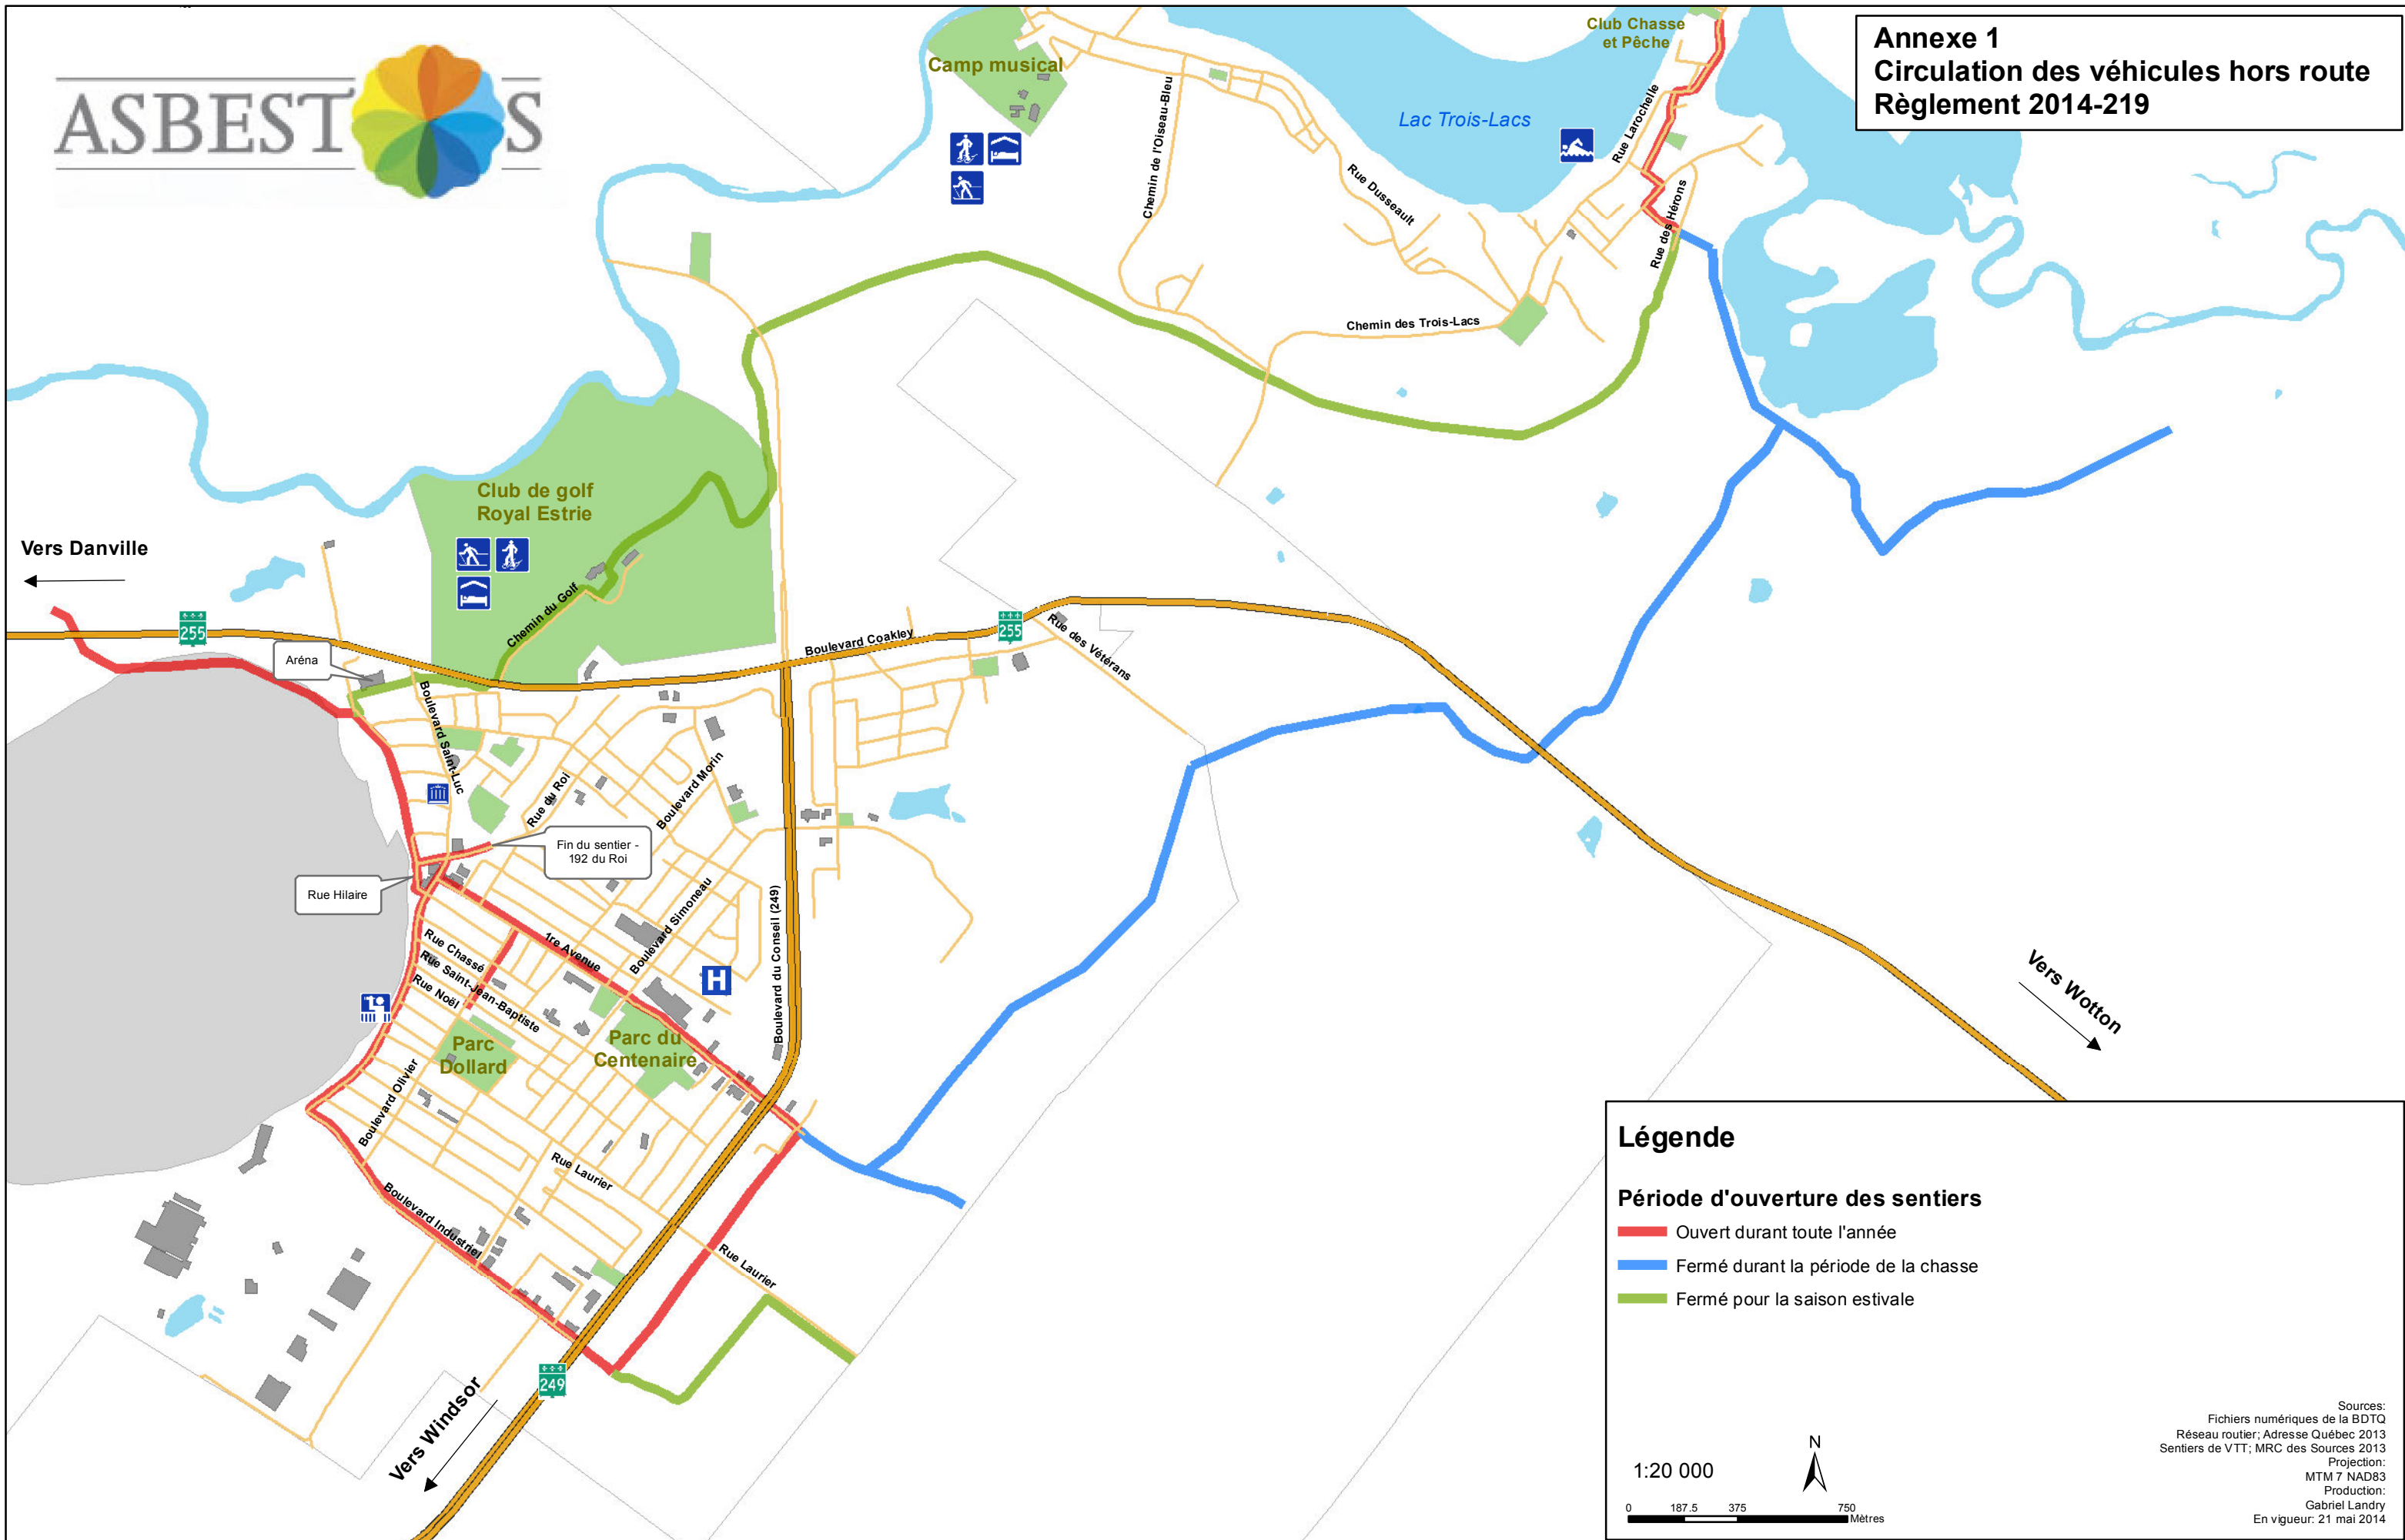 ASBESTOS
Annexe 1
Circulation des véhicules hors route
Règlement 2014-219
Club Chasse
et Pêche
Camp musical
Lac Trois-Lacs
Chemin de l'Oiseau-Bleu
Rue Larochelle
Rue Dusseault
Rue des Hérons
Chemin des Trois-Lacs
Club de golf
Royal Estrie
Vers Danville
255
Aréna
Chemin du Golf
Boulevard Coakley
255
Rue des Vétérans
Boulevard Saint-Luc
Rue du Roi
Boulevard Morin
Fin du sentier -
192 du Roi
Rue Hilaire
Boulevard Simoneau
Boulevard du Conseil (249)
1re Avenue
Rue Chassé
Rue Saint-Jean-Baptiste
Rue Noël
H
Parc
Dollard
Parc du
Centenaire
Boulevard Olivier
Rue Laurier
Boulevard Industriel
Rue Laurier
249
Vers Windsor
Vers Wotton
Légende
Période d'ouverture des sentiers
Ouvert durant toute l'année
Fermé durant la période de la chasse
Fermé pour la saison estivale
1:20 000
N
0 187.5 375 750
Mètres
Sources:
Fichiers numériques de la BDTQ
Réseau routier; Adresse Québec 2013
Sentiers de VTT; MRC des Sources 2013
Projection:
MTM 7 NAD83
Production:
Gabriel Landry
En vigueur: 21 mai 2014